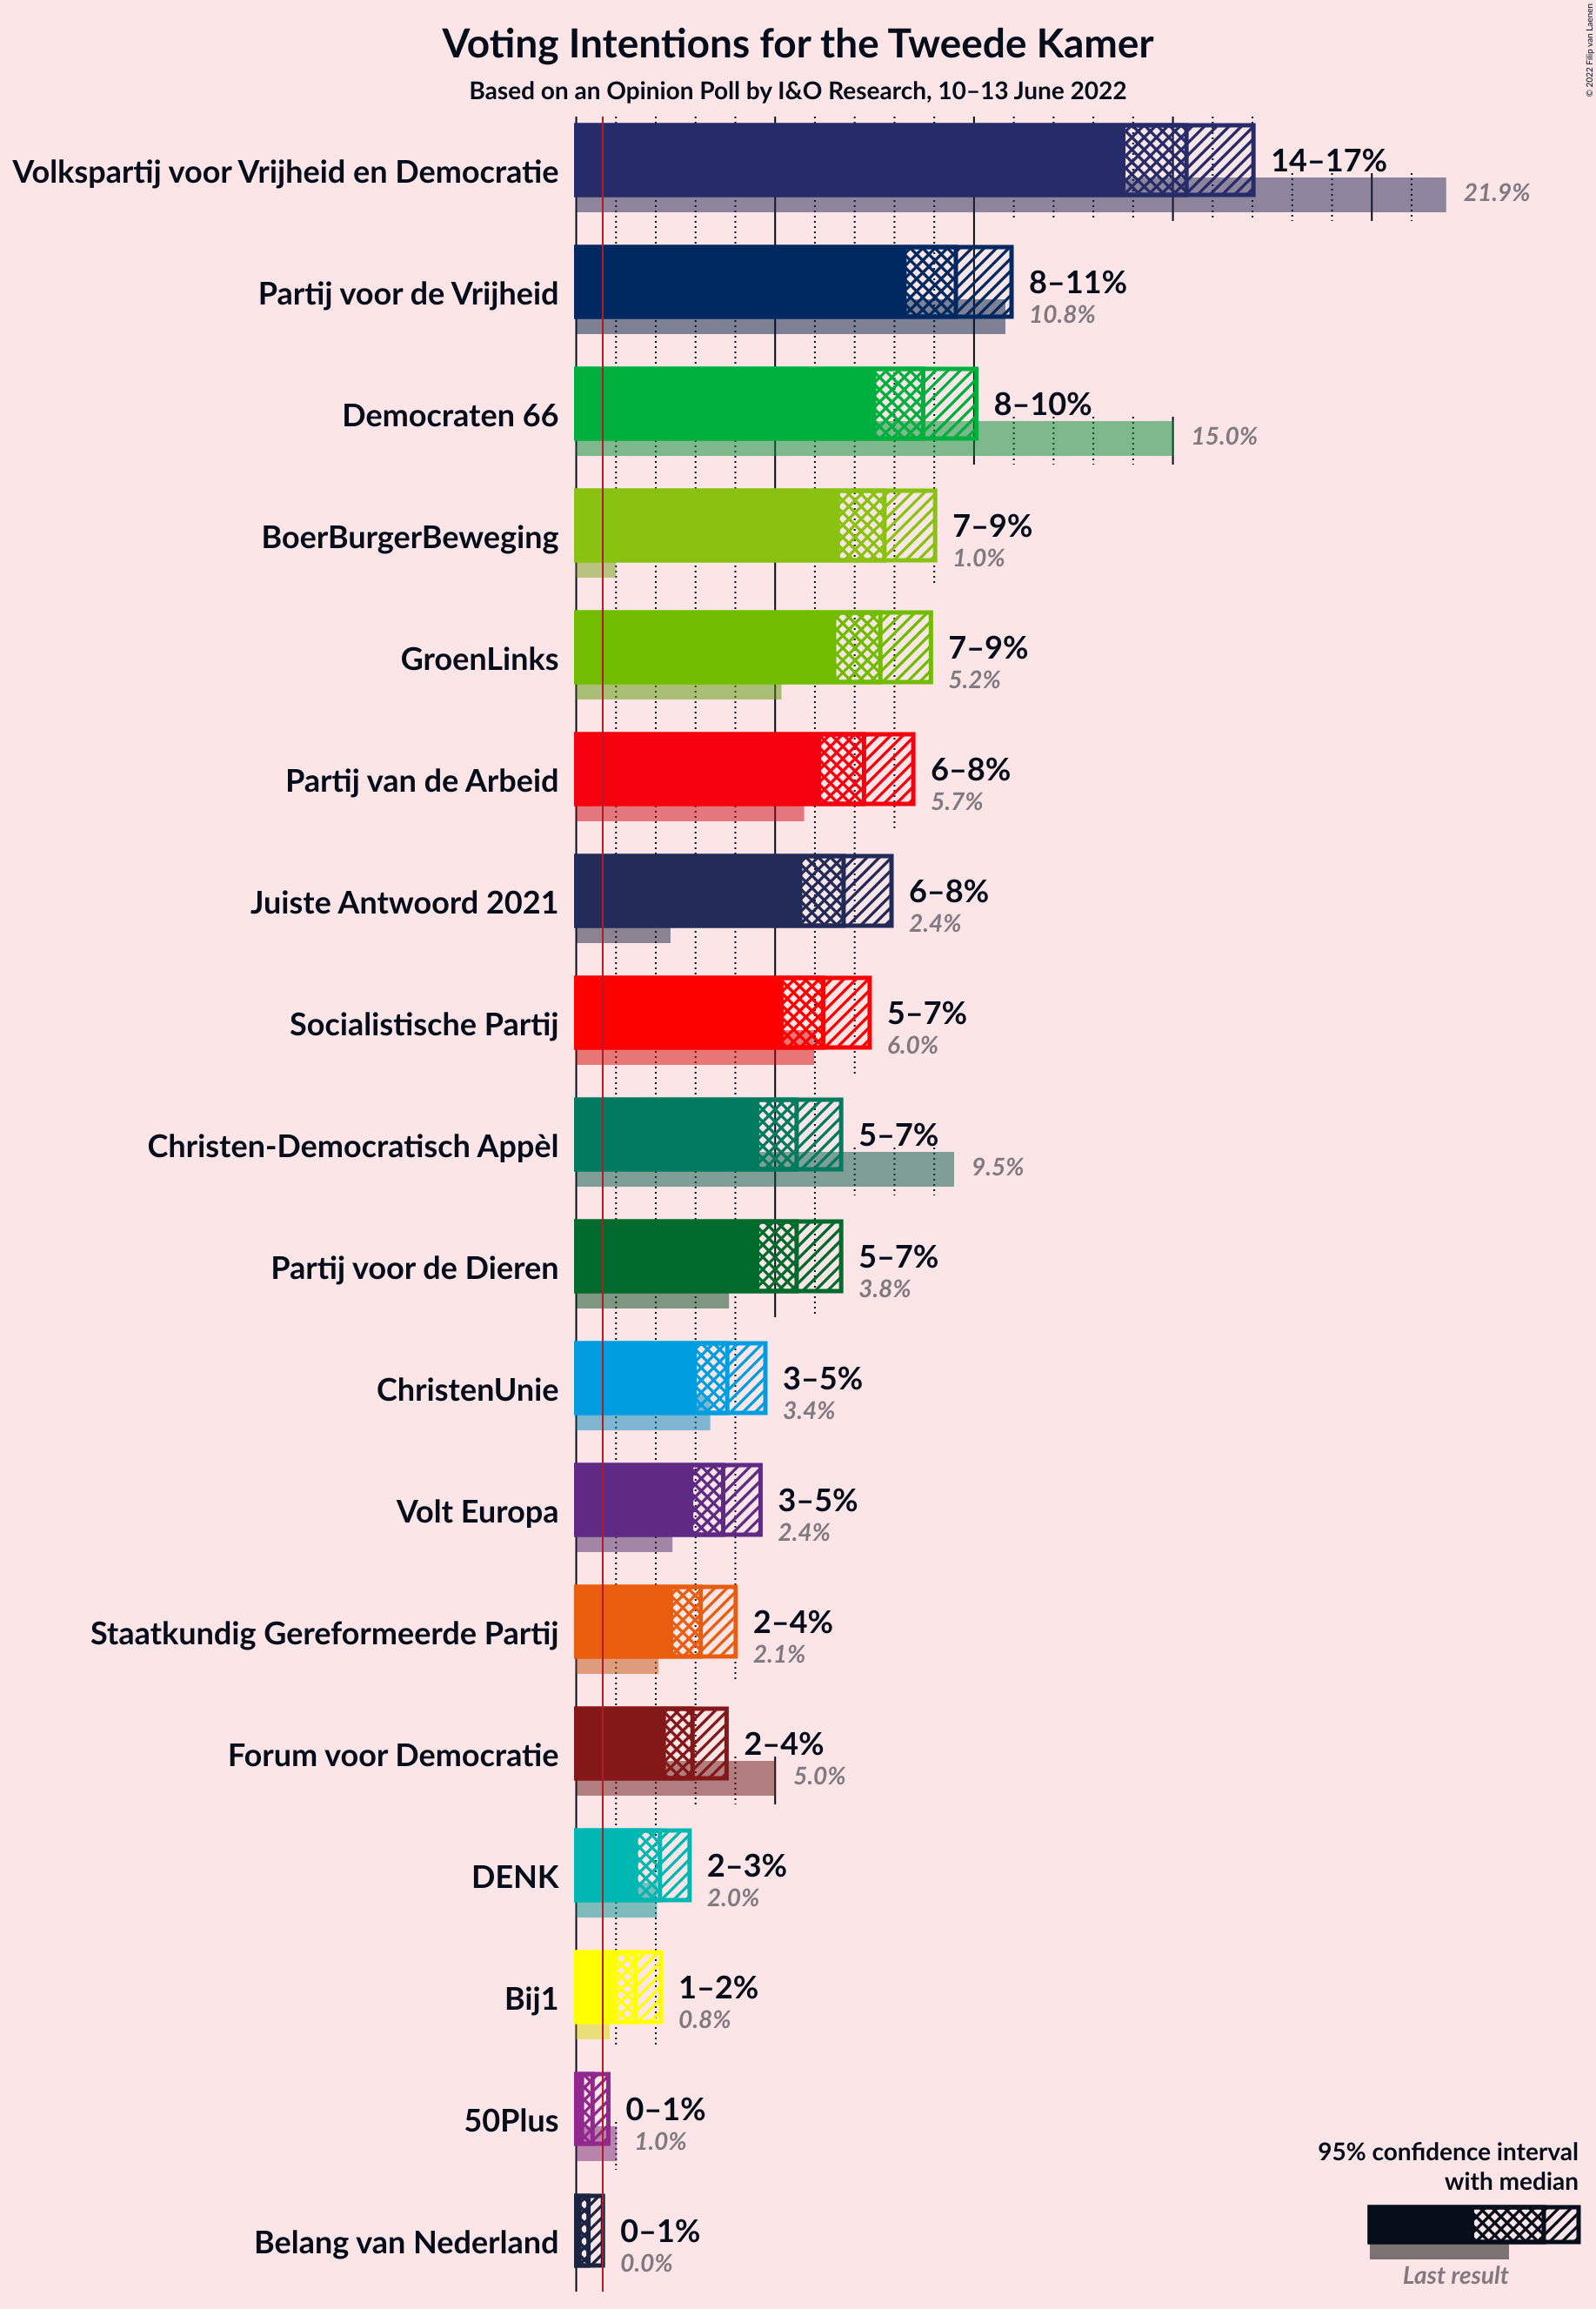 Voting Intentions for the Tweede Kamer
Based on an Opinion Poll by I&O Research, 10–13 June 2022
© 2022 Filip van Laenen
Volkspartij voor Vrijheid en Democratie
14–17%
21.9%
Partij voor de Vrijheid
8–11%
10.8%
Democraten 66
8–10%
15.0%
BoerBurgerBeweging
7–9%
1.0%
GroenLinks
7–9%
5.2%
Partij van de Arbeid
6–8%
5.7%
Juiste Antwoord 2021
6–8%
2.4%
Socialistische Partij
5–7%
6.0%
Christen-Democratisch Appèl
5–7%
9.5%
Partij voor de Dieren
5–7%
3.8%
ChristenUnie
3–5%
3.4%
Volt Europa
3–5%
2.4%
Staatkundig Gereformeerde Partij
2–4%
2.1%
Forum voor Democratie
2–4%
5.0%
DENK
2–3%
2.0%
Bij1
1–2%
0.8%
50Plus
0–1%
1.0%
Belang van Nederland
0–1%
0.0%
95% confidence interval
with median
Last result